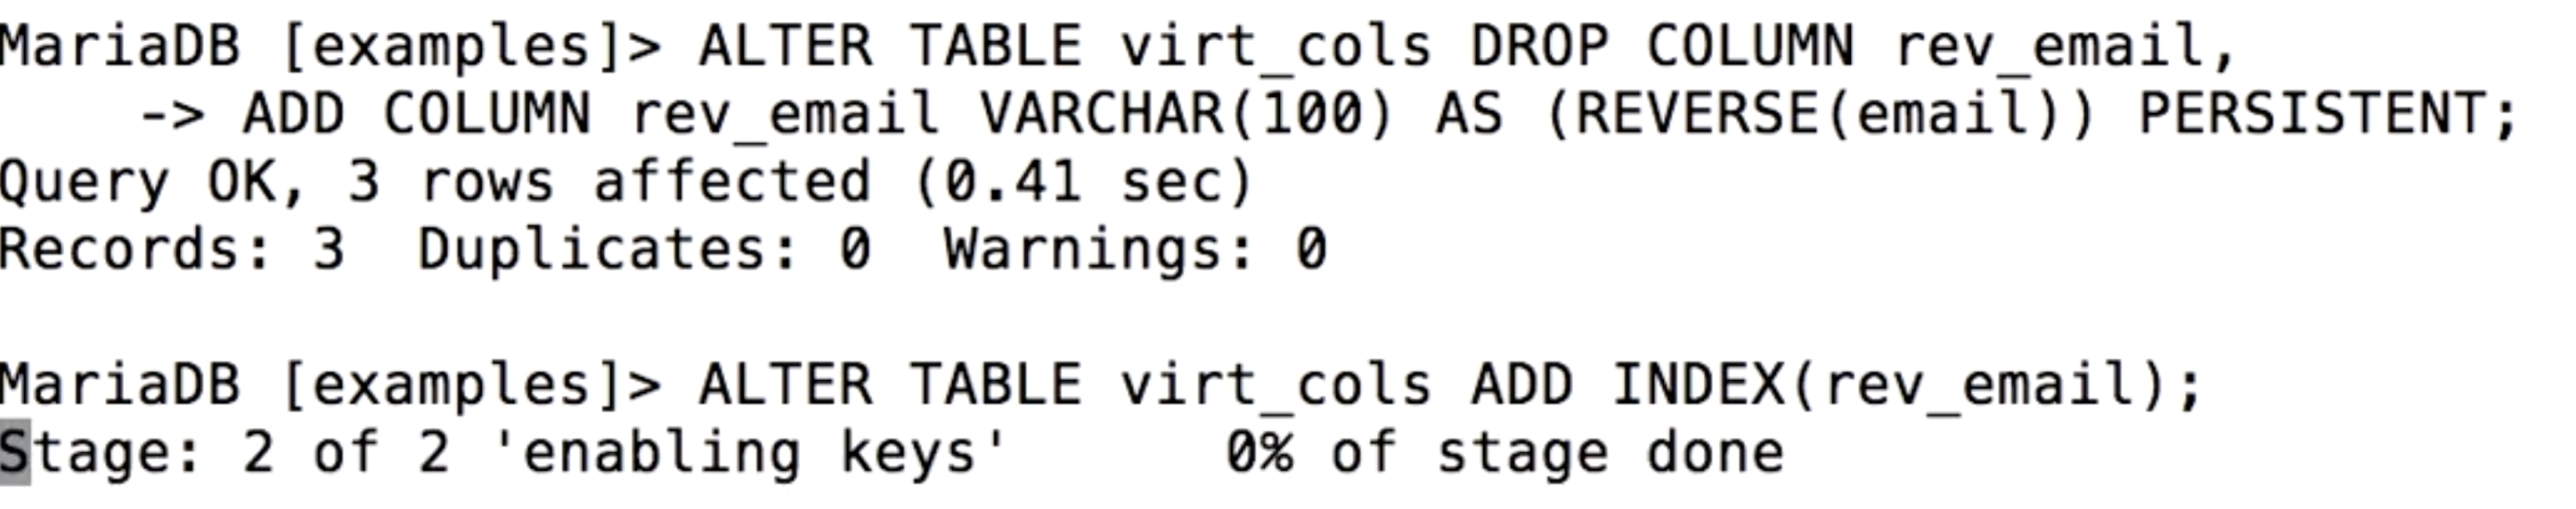 MariaDB [examples]> ALTER TABLE virt_cols DROP COLUMN rev_email,
-> ADD COLUMN rev_email VARCHAR(100) AS (REVERSE(email)) PERSISTENT;
Query OK, 3 rows affected (0.41 sec)
Records: 3  Duplicates: 0  Warnings: 0
MariaDB [examples]> ALTER TABLE virt_cols ADD INDEX(rev_email);
Stage: 2 of 2 'enabling keys'      0% of stage done